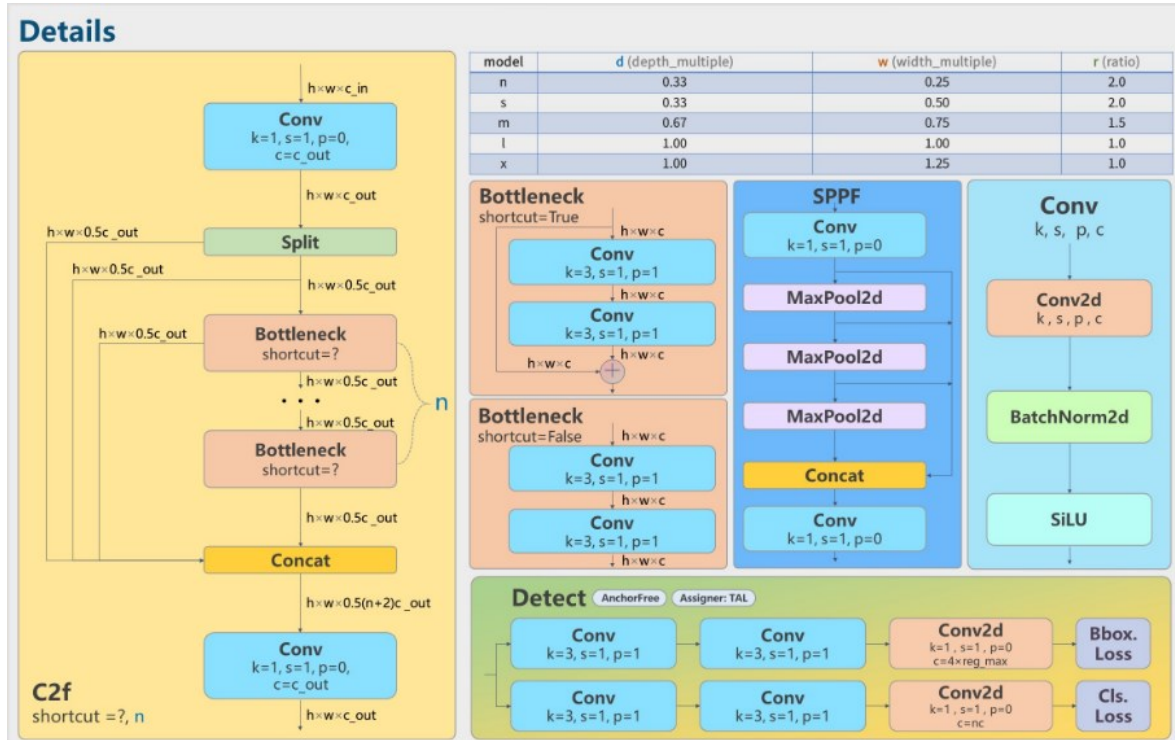 Details
h×w×c_in
Conv
k=1, s=1, p=0,
c=c_out
h×w×c_out
h×w×0.5c_out
Split
h×w×0.5c_out
h×w×0.5c_out
h×w×0.5c_out
Bottleneck
shortcut=?
h×w×0.5c_out
• • •
n
h×w×0.5c_out
Bottleneck
shortcut=?
h×w×0.5c_out
Concat
h×w×0.5(n+2)c_out
Conv
k=1, s=1, p=0,
c=c_out
C2f
shortcut =?, n
h×w×c_out
model d (depth_multiple) w (width_multiple) r (ratio)
n 0.33 0.25 2.0
s 0.33 0.50 2.0
m 0.67 0.75 1.5
l 1.00 1.00 1.0
x 1.00 1.25 1.0
Bottleneck
shortcut=True
h×w×c
Conv
k=3, s=1, p=1
h×w×c
Conv
k=3, s=1, p=1
h×w×c
h×w×c
+
Bottleneck
shortcut=False
h×w×c
Conv
k=3, s=1, p=1
h×w×c
Conv
k=3, s=1, p=1
h×w×c
SPPF
Conv
k=1, s=1, p=0
MaxPool2d
MaxPool2d
MaxPool2d
Concat
Conv
k=1, s=1, p=0
Conv
k, s, p, c
Conv2d
k, s, p, c
BatchNorm2d
SiLU
Detect AnchorFree Assigner: TAL
Conv
k=3, s=1, p=1
Conv
k=3, s=1, p=1
Conv2d
k=1, s=1, p=0
c=4×reg_max
Bbox.
Loss
Conv
k=3, s=1, p=1
Conv
k=3, s=1, p=1
Conv2d
k=1, s=1, p=0
c=nc
Cls.
Loss